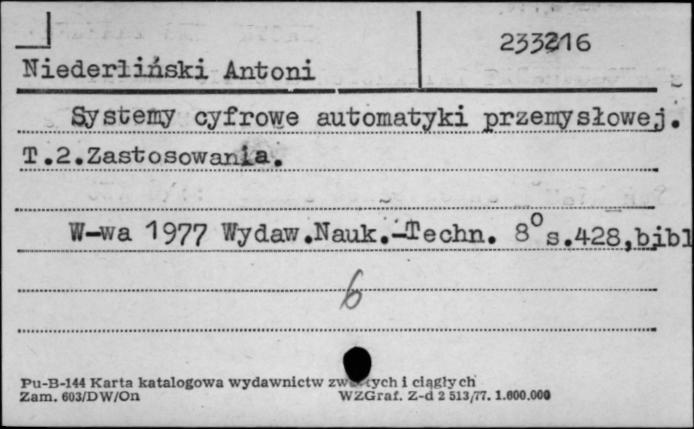 233216
Niederliński Antoni
Systemy cyfrowe automatyki przemysłowej.
T.2.Zastosowania.
W-wa 1977 Wydaw.Nauk.-Techn. 8° s.428,bibl
6
Pu-B-144 Karta katalogowa wydawnictw zwartych i ciągłych
Zam. 603/DW/On WZGraf. Z-d 2 513/77. 1.600.000